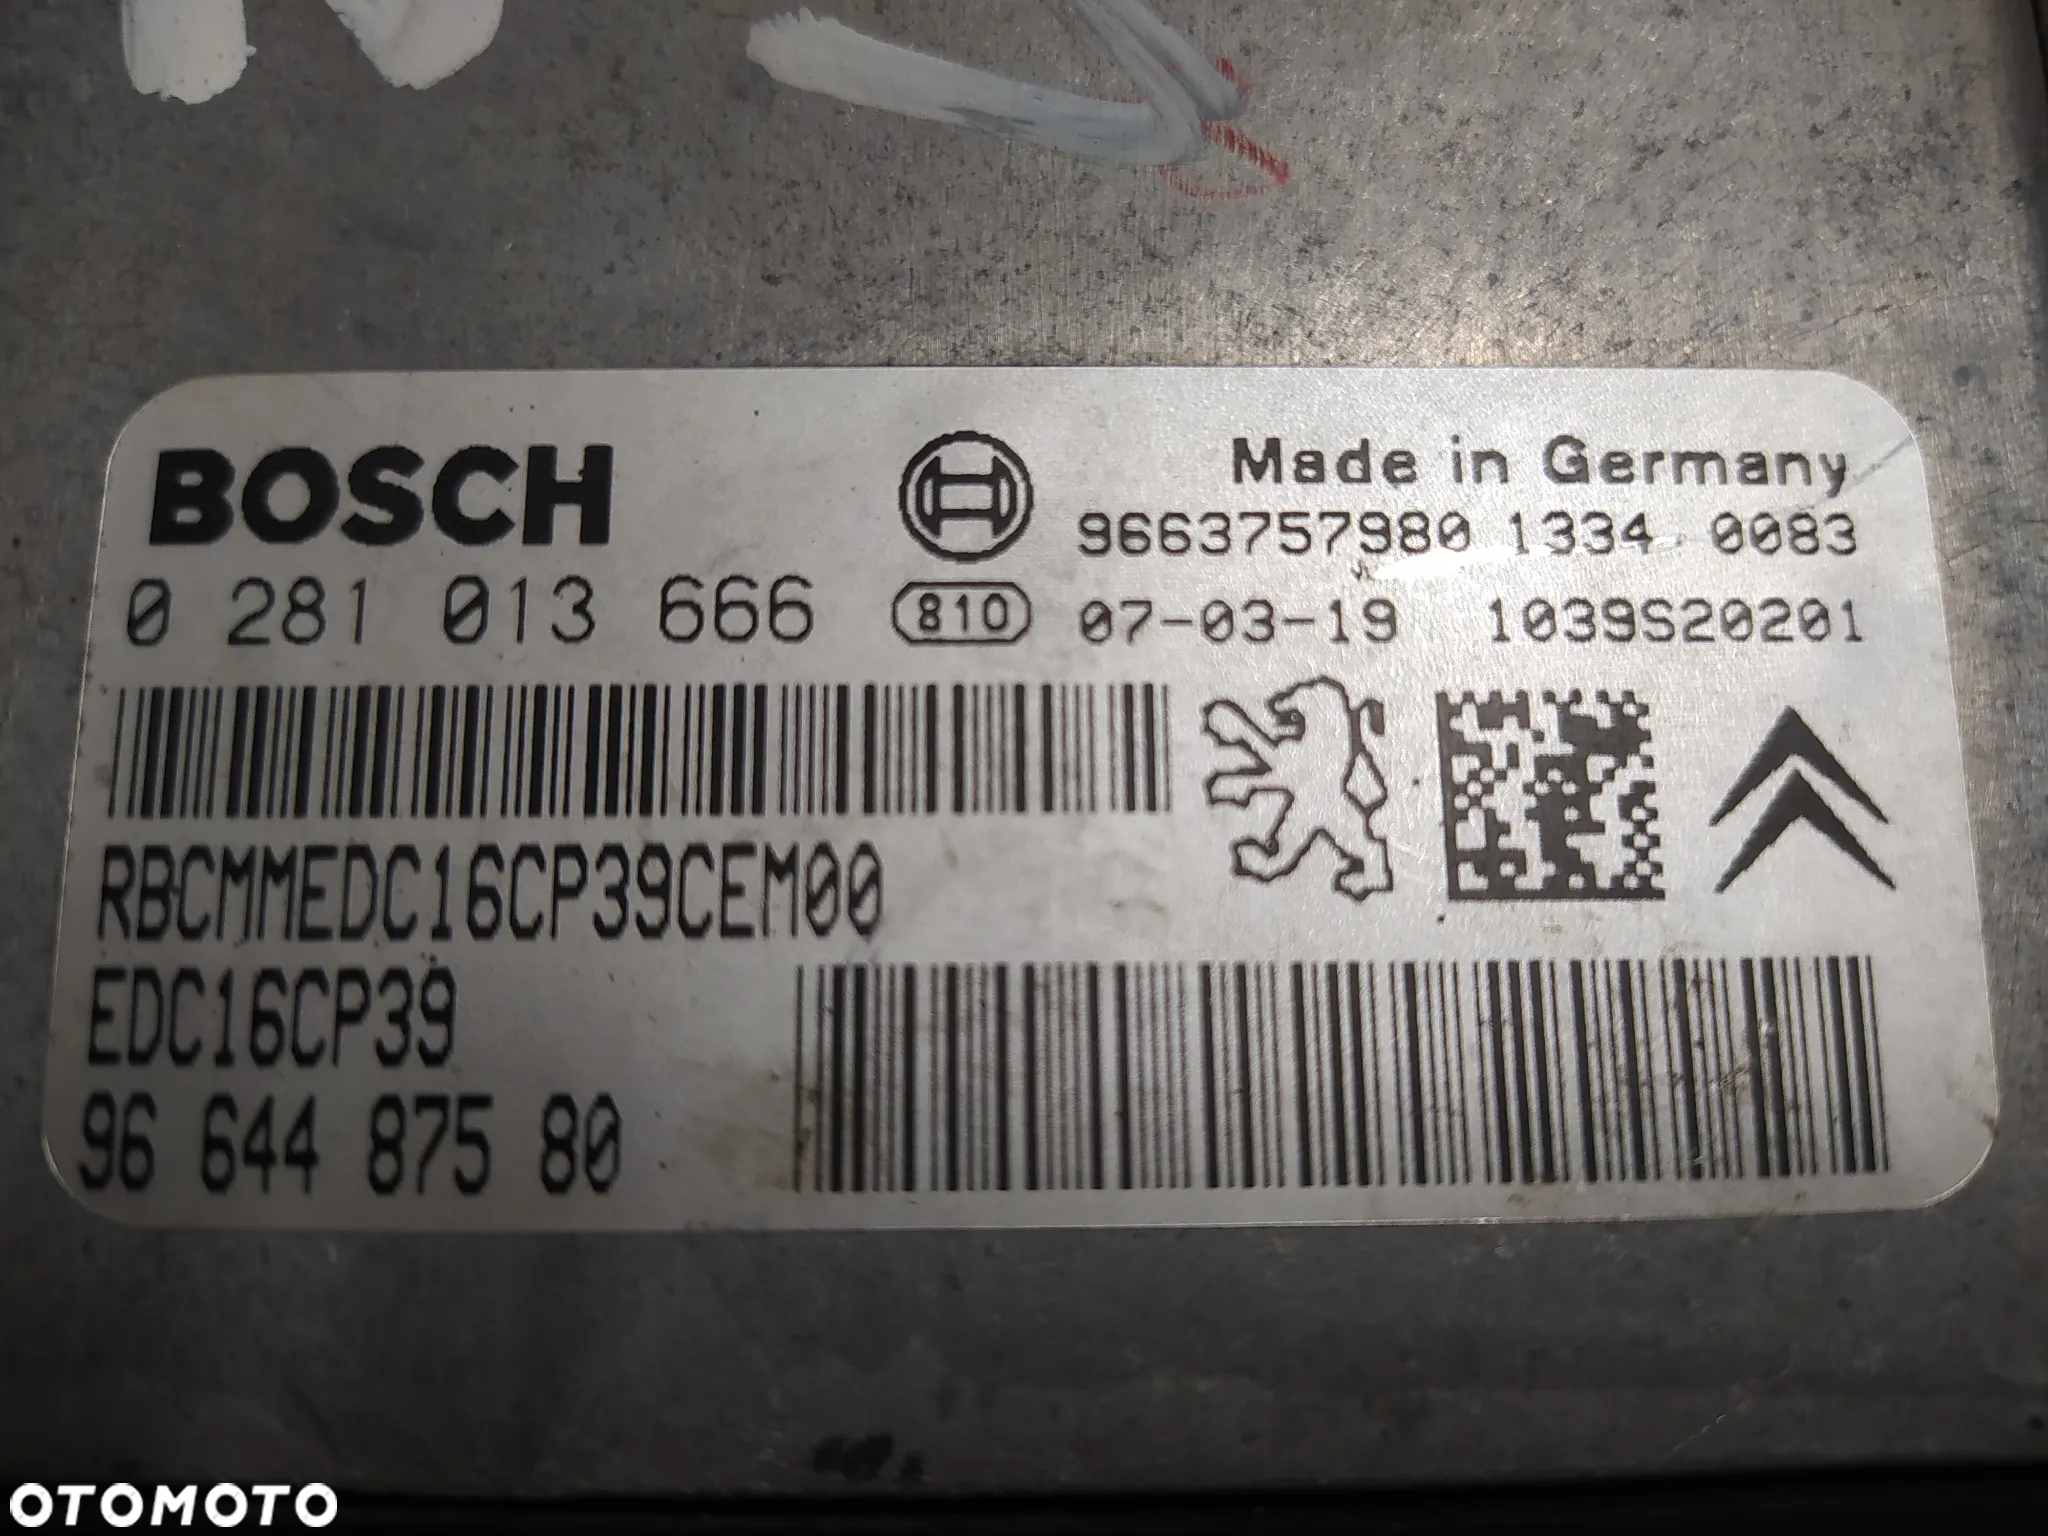 BOSCH
Made in Germany
9663757980 1334 0083
0 281 013 666
810
07-03-19 1039S20201
RBCMMEDC16CP39CEM00
EDC16CP39
96 644 875 80
OTOMOTO